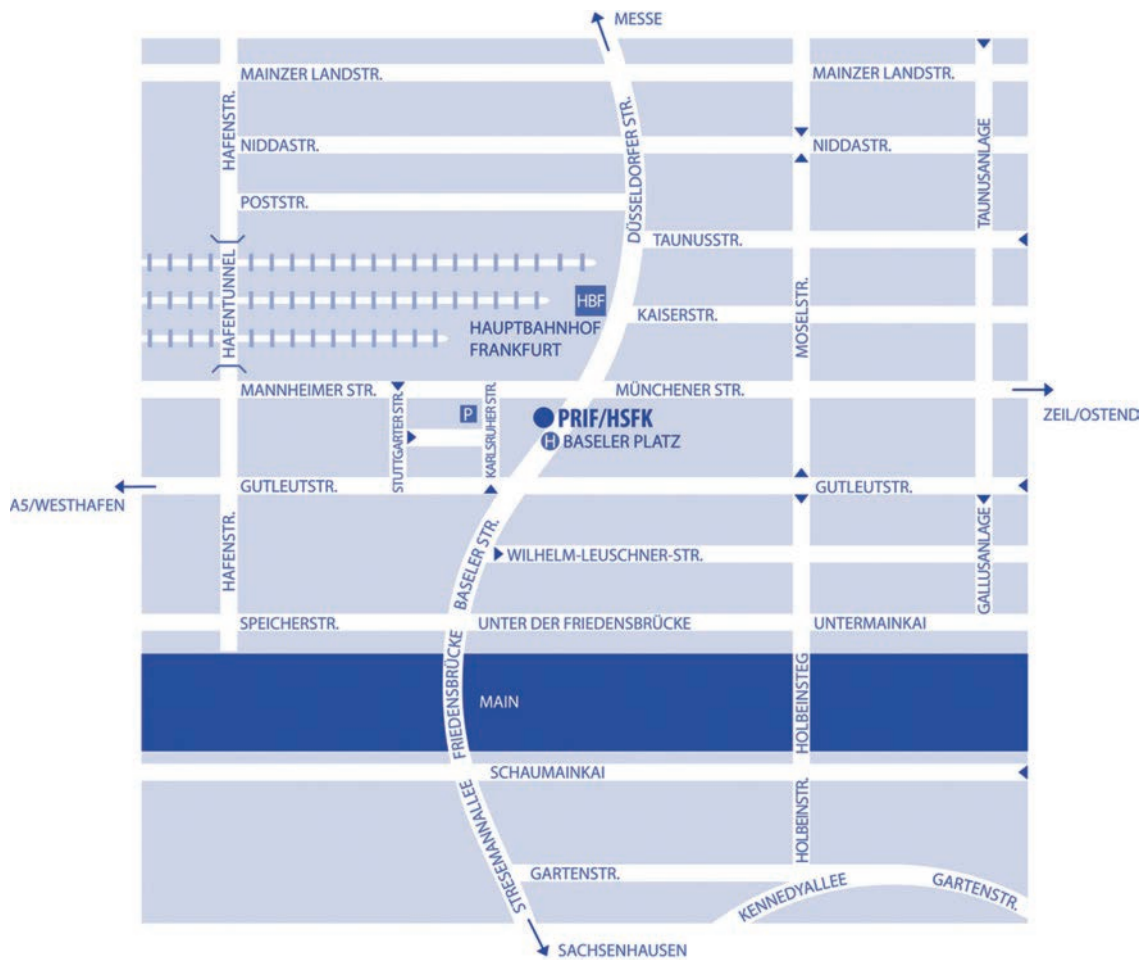 MESSE
MAINZER LANDSTR.
MAINZER LANDSTR.
HAFENSTR.
DÜSSELDORFER STR.
TAUNUSANLAGE
NIDDASTR.
NIDDASTR.
POSTSTR.
TAUNUSSTR.
HAFENTUNNEL
HBF
HAUPTBAHNHOF
FRANKFURT
KAISERSTR.
MOSELSTR.
MANNHEIMER STR.
MÜNCHENER STR.
ZEIL/OSTEND
STUTTGARTER STR.
P
KARLSRUHER STR.
PRIF/HSFK
H BASELER PLATZ
A5/WESTHAFEN
GUTLEUTSTR.
GUTLEUTSTR.
HAFENSTR.
BASELER STR.
WILHELM-LEUSCHNER-STR.
GALLUSANLAGE
SPEICHERSTR.
UNTER DER FRIEDENSBRÜCKE
UNTERMAINKAI
FRIEDENSBRÜCKE
MAIN
HOLBEINSTEG
SCHAUMAINKAI
STRESEMANNALLEE
HOLBEINSTR.
GARTENSTR.
KENNEDYALLEE
GARTENSTR.
SACHSENHAUSEN